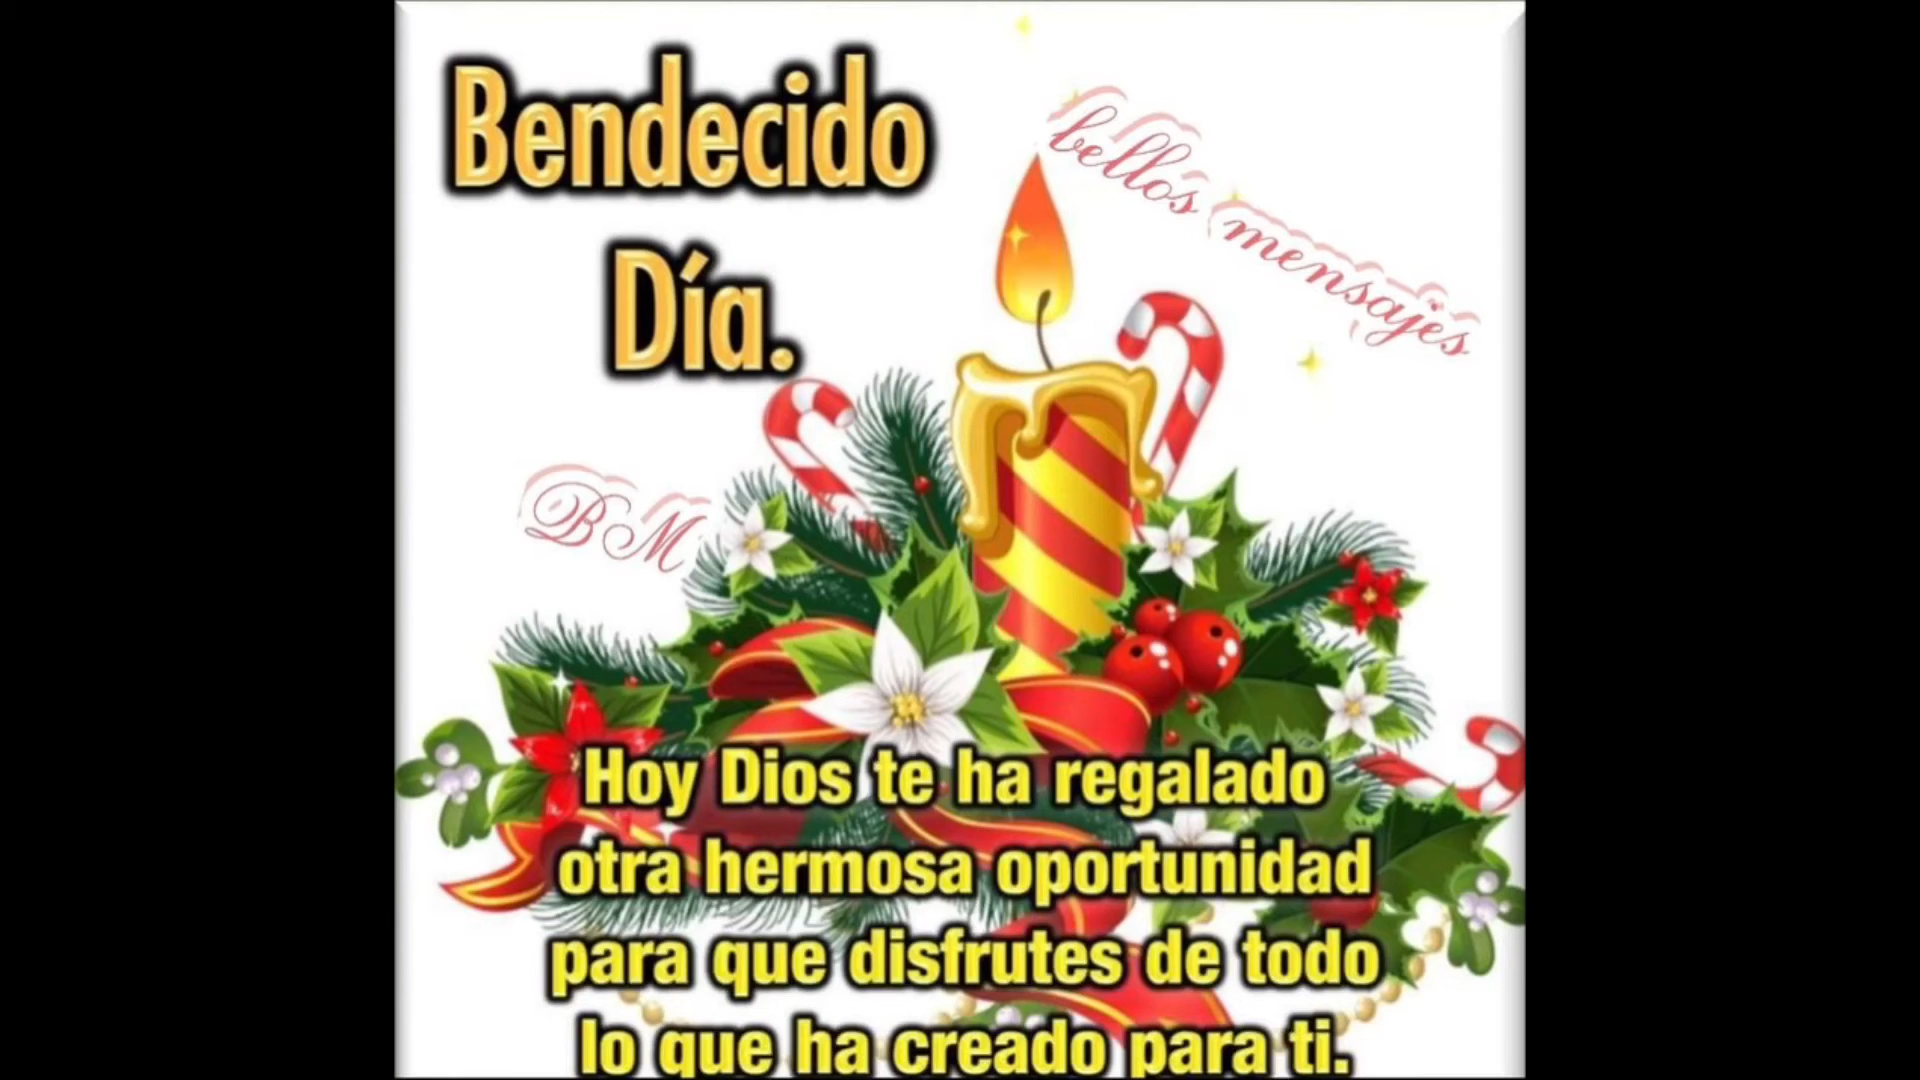 Bendecido
Día.
bellos mensajes
BM
Hoy Dios te ha regalado
otra hermosa oportunidad
para que disfrutes de todo
lo que ha creado para ti.